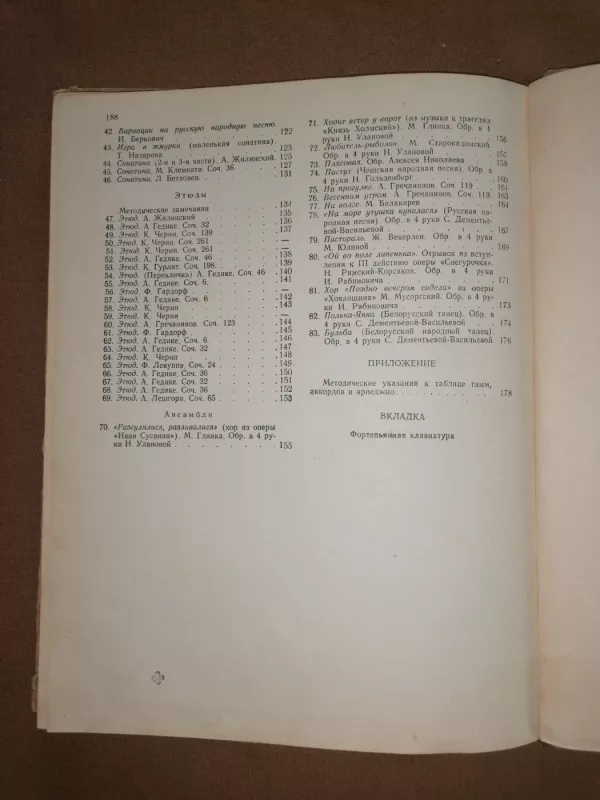 188
42. Вариации на русскую народную песню.
И. Беркович . . . . . . . . 122
43. Игра в жмурки (маленькая сонатина).
Т. Назарова . . . . . . . . 123
44. Сонатина (2-я и 3-я части). А. Жилинский. 125
45. Сонатина. М. Клементи. Соч. 36 . . . 127
46. Сонатина. Л. Бетховен. . . . . . 131
Этюды
Методические замечания . . . . . 134
47. Этюд. А. Жилинский . . . . . 135
48. Этюд. А. Гедике. Соч. 32 . . . . 136
49. Этюд. К. Черни. Соч. 139 . . . . 137
50. Этюд. К. Черни. Соч. 261 . . . . —
51. Этюд. К. Черни. Соч. 261 . . . . —
52. Этюд. А. Гедике. Соч. 46 . . . . 138
53. Этюд. К. Гурлит. Соч. 198. . . . . 139
54. Этюд. (Перекличка) А. Гедике. Соч. 46 . 140
55. Этюд. А. Гедике. Соч. 6. . . . . 141
56. Этюд. Ф. Гардорф . . . . . . —
57. Этюд. А. Гедике. Соч. 6 . . . . 142
58. Этюд. К. Черни . . . . . . 143
59. Этюд. К. Черни . . . . . . —
60. Этюд. А. Гречанинов. Соч. 123 . . . 144
61. Этюд. Ф. Гардорф . . . . . . 145
62. Этюд. А. Гедике. Соч. 6 . . . . 146
63. Этюд. А. Гедике. Соч. 32 . . . . 147
64. Этюд. К. Черни . . . . . . 148
65. Этюд. Ф. Лекуппэ. Соч. 24 . . . . 149
66. Этюд. А. Гедике. Соч. 36 . . . . 150
67. Этюд. А. Гедике. Соч. 32 . . . . 151
68. Этюд. А. Гедике. Соч. 36 . . . . 152
69. Этюд. А. Лешгорн. Соч. 65 . . . . 153
Ансамбли
70. «Разгулялися, разливалися» (хор из оперы
«Иван Сусанин»). М. Глинка. Обр. в 4 ру-
ки Н. Улановой . . . . . . . 155
71. Ходит ветер у ворот (из музыки к трагедии
«Князь Холмский»). М. Глинка. Обр. в 4
руки Н. Улановой . . . . . . 156
72. Любитель-рыболов. М. Старокадомский.
Обр. в 4 руки Н. Улановой . . . . 157
73. Плясовая. Обр. Алексея Николаева . . 159
74. Пастух (Чешская народная песня). Обр. в
4 руки Н. Гольденберг . . . . . 160
75. На прогулке. А. Гречанинов. Соч. 119 . . 161
76. Весенним утром. А. Гречанинов. Соч. 119. 163
77. На волге. М. Балакирев . . . . 164
78. «На море утушка купалася» (Русская на-
родная песня). Обр. в 4 руки С. Дементье-
вой-Васильевой . . . . . . 167
79. Пастораль. Ж. Векерлен. Обр. в 4 руки
М. Юдиной . . . . . . . 169
80. «Ой во поле липенька». Отрывок из вступ-
ления к III действию оперы «Снегурочка».
Н. Римский-Корсаков. Обр. в 4 руки
И. Рабиновича . . . . . . 171
81. Хор «Поздно вечером сидела» из оперы
«Хованщина» М. Мусоргский. Обр. в 4 ру-
ки И. Рабиновича . . . . . . 173
82. Полька-Янка (Белорусский танец) Обр. в
4 руки С. Дементьевой-Васильевой . . 174
83. Бульба (Белорусский народный танец)
Обр. в 4 руки С. Дементьевой-Васильевой. 176
ПРИЛОЖЕНИЕ
Методические указания к таблице гамм,
аккордов и арпеджио . . . . . . 178
ВКЛАДКА
Фортепьянная клавиатура